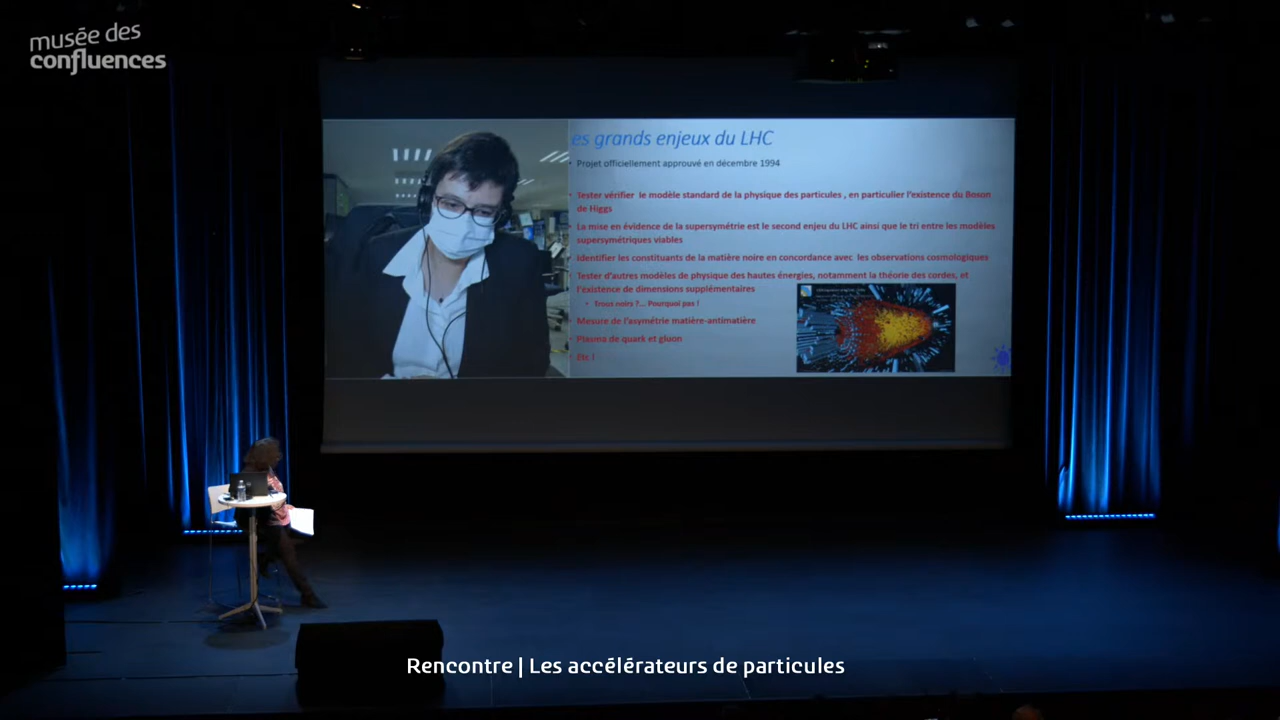 musée des
confluences
es grands enjeux du LHC
Projet officiellement approuvé en décembre 1994
Tester vérifier le modèle standard de la physique des particules , en particulier l'existence du Boson
de Higgs
La mise en évidence de la supersymétrie est le second enjeu du LHC ainsi que le tri entre les modèles
supersymétriques viables
Identifier les constituants de la matière noire en concordance avec les observations cosmologiques
Tester d'autres modèles de physique des hautes énergies, notamment la théorie des cordes, et
l'éxistence de dimensions supplémentaires
• Trous noirs ?... Pourquoi pas !
Mesure de l'asymétrie matière-antimatière
Plasma de quark et gluon
Etc !
Rencontre | Les accélérateurs de particules